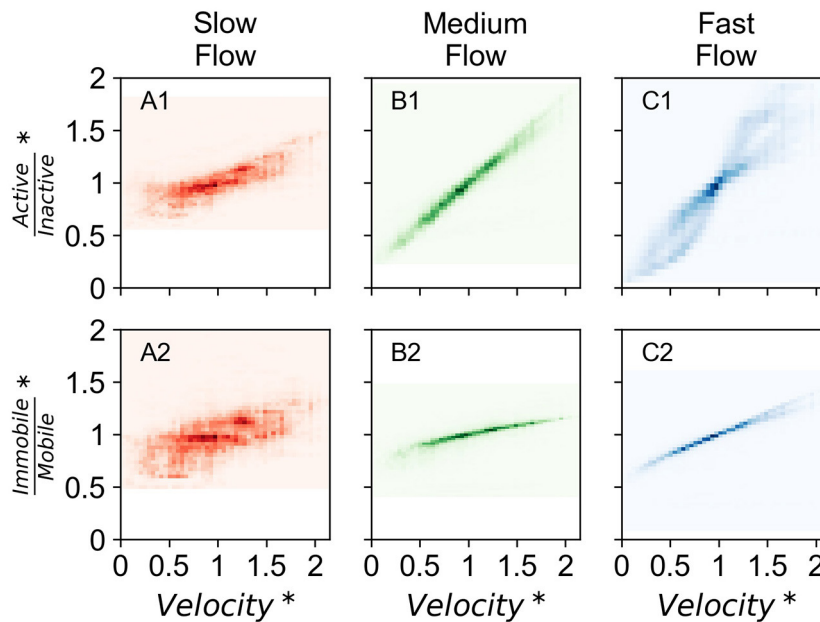 Slow Flow
Medium Flow
Fast Flow
2
A1
B1
C1
1.5
Active *
Inactive
1
0.5
0
2
A2
B2
C2
1.5
Immobile *
Mobile
1
0.5
0
0 0.5 1 1.5 2
0 0.5 1 1.5 2
0 0.5 1 1.5 2
Velocity *
Velocity *
Velocity *